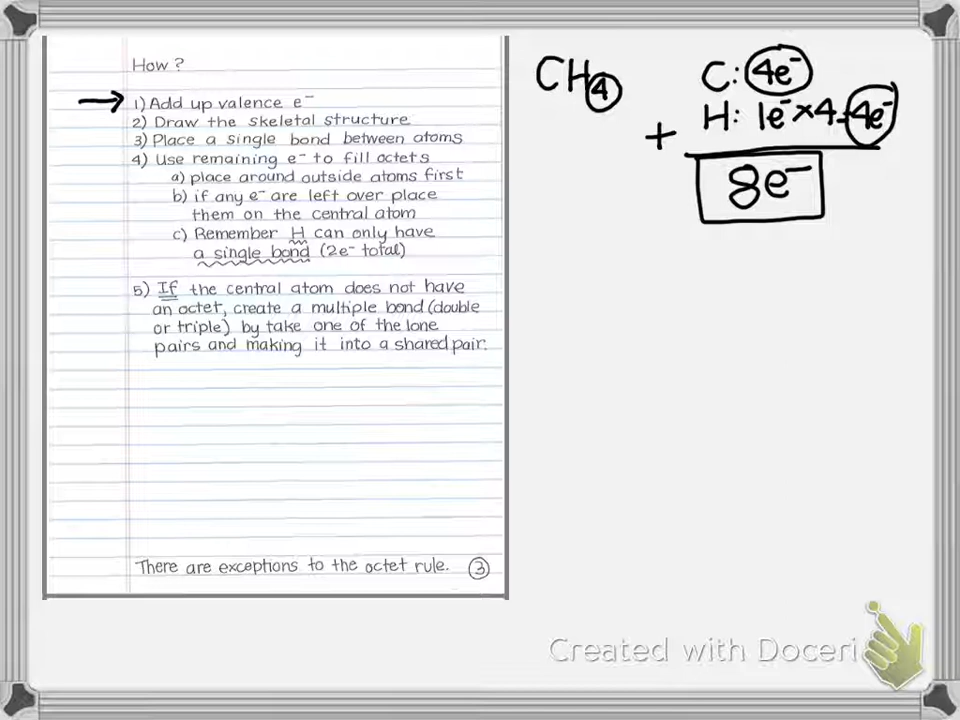 How?
1) Add up valence e⁻
2) Draw the skeletal structure
3) Place a single bond between atoms
4) Use remaining e⁻ to fill octets
a) place around outside atoms first
b) if any e⁻ are left over place
them on the central atom
c) Remember H can only have
a single bond (2e⁻ total)
5) If the central atom does not have
an octet, create a multiple bond (double
or triple) by take one of the lone
pairs and making it into a shared pair.
There are exceptions to the octet rule. 3
CH₄
C: 4e⁻
H: 1e⁻ × 4 = 4e⁻
+
8e⁻
Created with Doceri